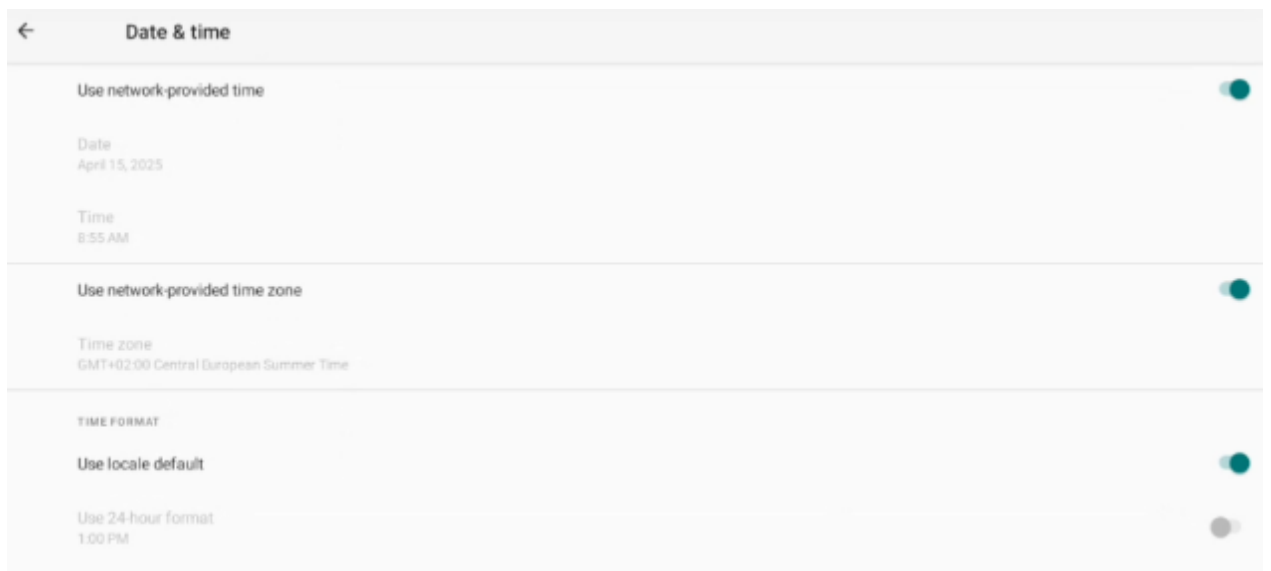 Date & time
Use network-provided time
Date
April 15, 2025
Time
8:55 AM
Use network-provided time zone
Time zone
GMT+02:00 Central European Summer Time
TIME FORMAT
Use locale default
Use 24-hour format
1:00 PM